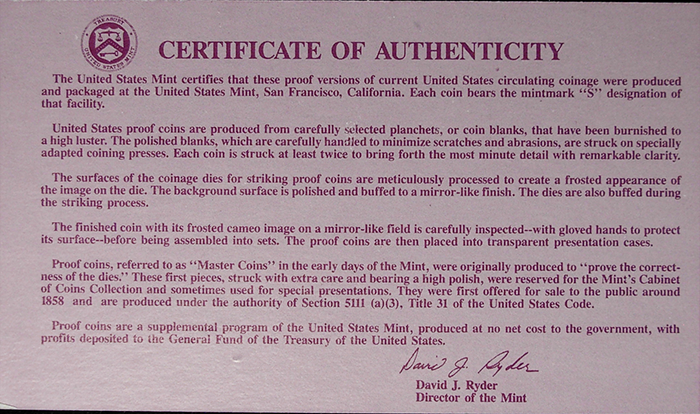 TREASURY
UNITED STATES MINT
CERTIFICATE OF AUTHENTICITY
The United States Mint certifies that these proof versions of current United States circulating coinage were produced
and packaged at the United States Mint, San Francisco, California. Each coin bears the mintmark "S" designation of
that facility.
United States proof coins are produced from carefully selected planchets, or coin blanks, that have been burnished to
a high luster. The polished blanks, which are carefully handled to minimize scratches and abrasions, are struck on specially
adapted coining presses. Each coin is struck at least twice to bring forth the most minute detail with remarkable clarity.
The surfaces of the coinage dies for striking proof coins are meticulously processed to create a frosted appearance of
the image on the die. The background surface is polished and buffed to a mirror-like finish. The dies are also buffed during
the striking process.
The finished coin with its frosted cameo image on a mirror-like field is carefully inspected--with gloved hands to protect
its surface--before being assembled into sets. The proof coins are then placed into transparent presentation cases.
Proof coins, referred to as "Master Coins" in the early days of the Mint, were originally produced to "prove the correct-
ness of the dies." These first pieces, struck with extra care and bearing a high polish, were reserved for the Mint's Cabinet
of Coins Collection and sometimes used for special presentations. They were first offered for sale to the public around
1858 and are produced under the authority of Section 5111 (a)(3), Title 31 of the United States Code.
Proof coins are a supplemental program of the United States Mint, produced at no net cost to the government, with
profits deposited to the General Fund of the Treasury of the United States.
David J. Ryder
David J. Ryder
Director of the Mint